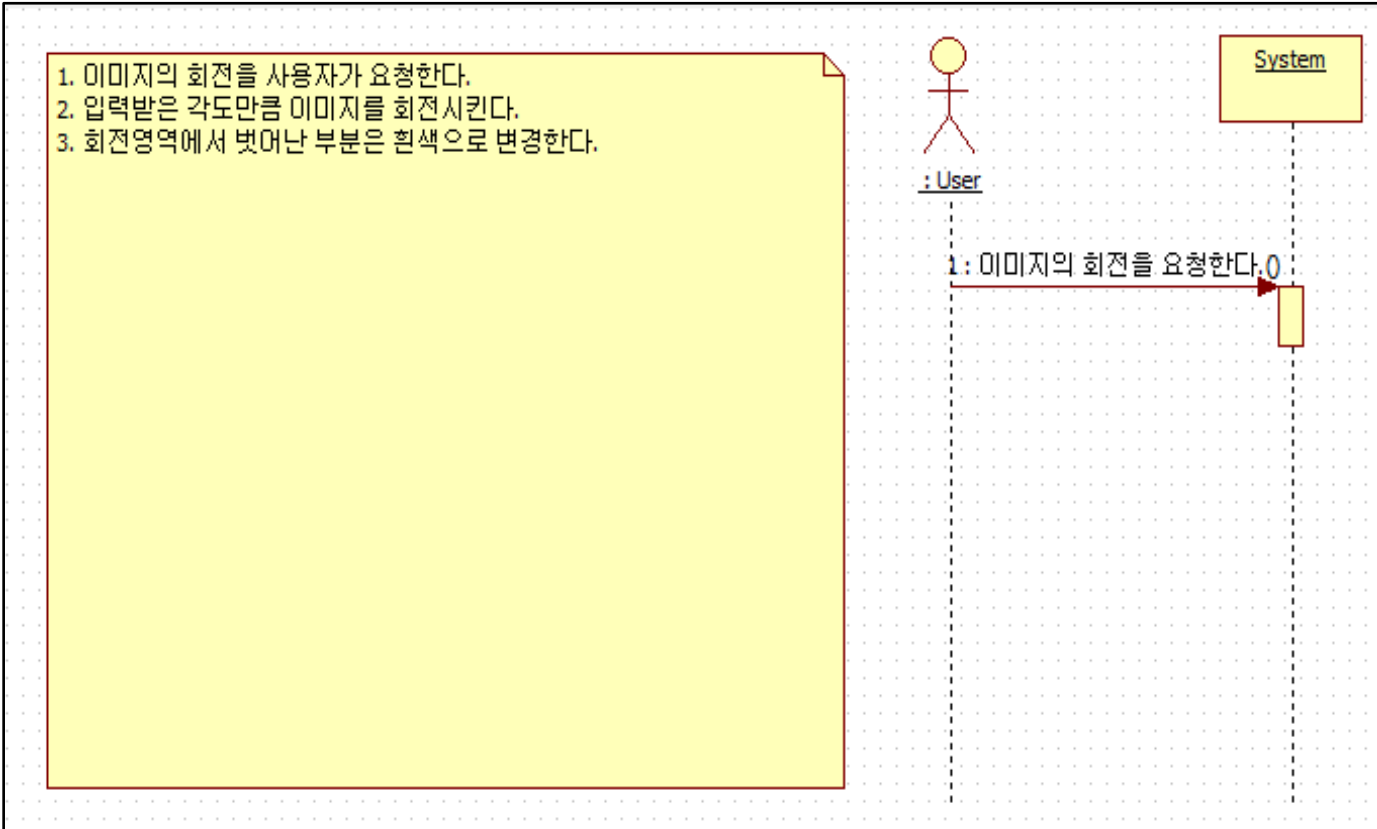 1. 이미지의 회전을 사용자가 요청한다.
2. 입력받은 각도만큼 이미지를 회전시킨다.
3. 회전영역에서 벗어난 부분은 흰색으로 변경한다.
System
: User
1 : 이미지의 회전을 요청한다.()